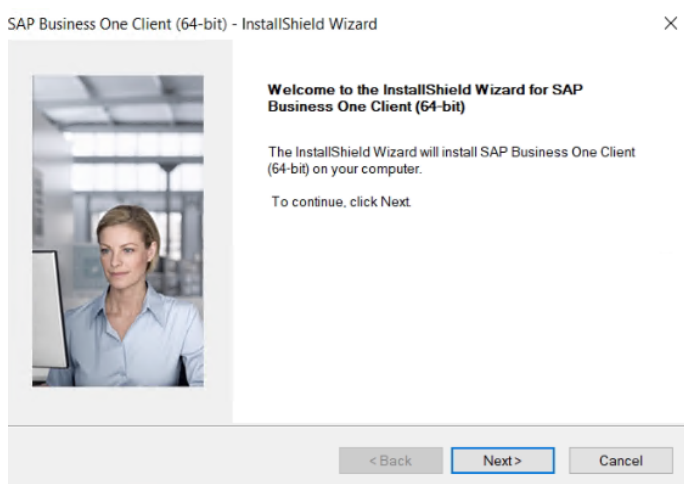 SAP Business One Client (64-bit) - InstallShield Wizard
Welcome to the InstallShield Wizard for SAP
Business One Client (64-bit)
The InstallShield Wizard will install SAP Business One Client
(64-bit) on your computer.
To continue, click Next.
< Back Next > Cancel